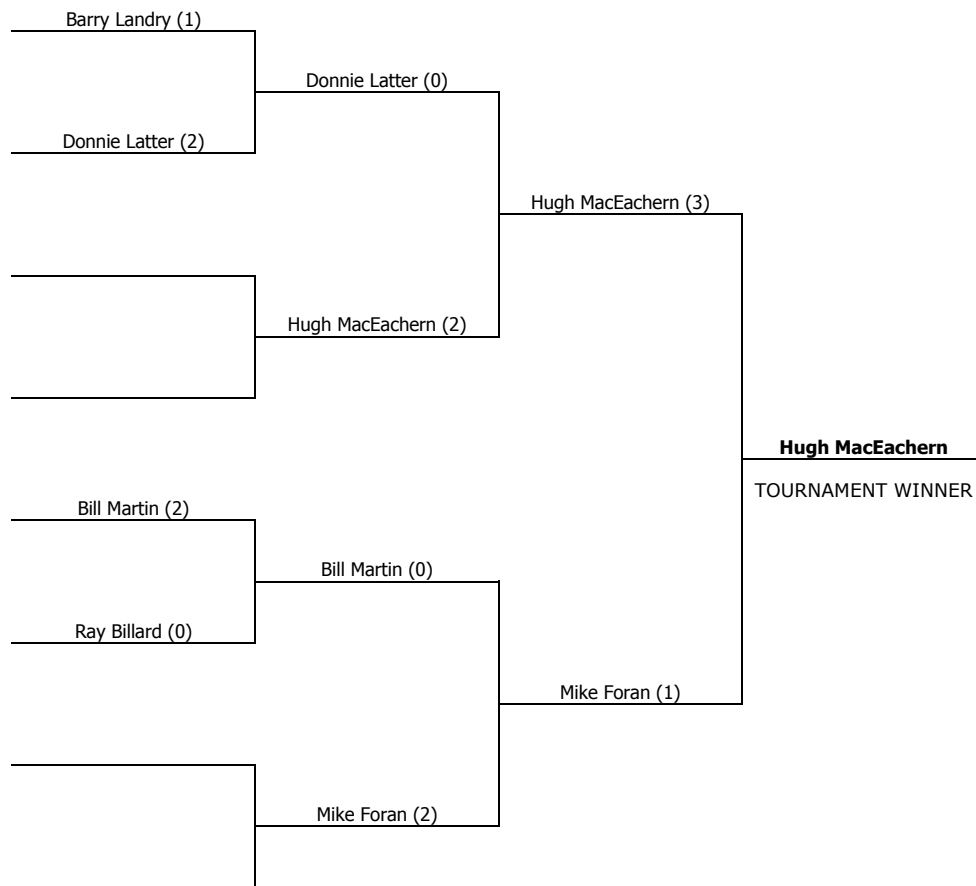 Barry Landry (1)
Donnie Latter (0)
Donnie Latter (2)
Hugh MacEachern (3)
Hugh MacEachern (2)
Hugh MacEachern
TOURNAMENT WINNER
Bill Martin (2)
Bill Martin (0)
Ray Billard (0)
Mike Foran (1)
Mike Foran (2)